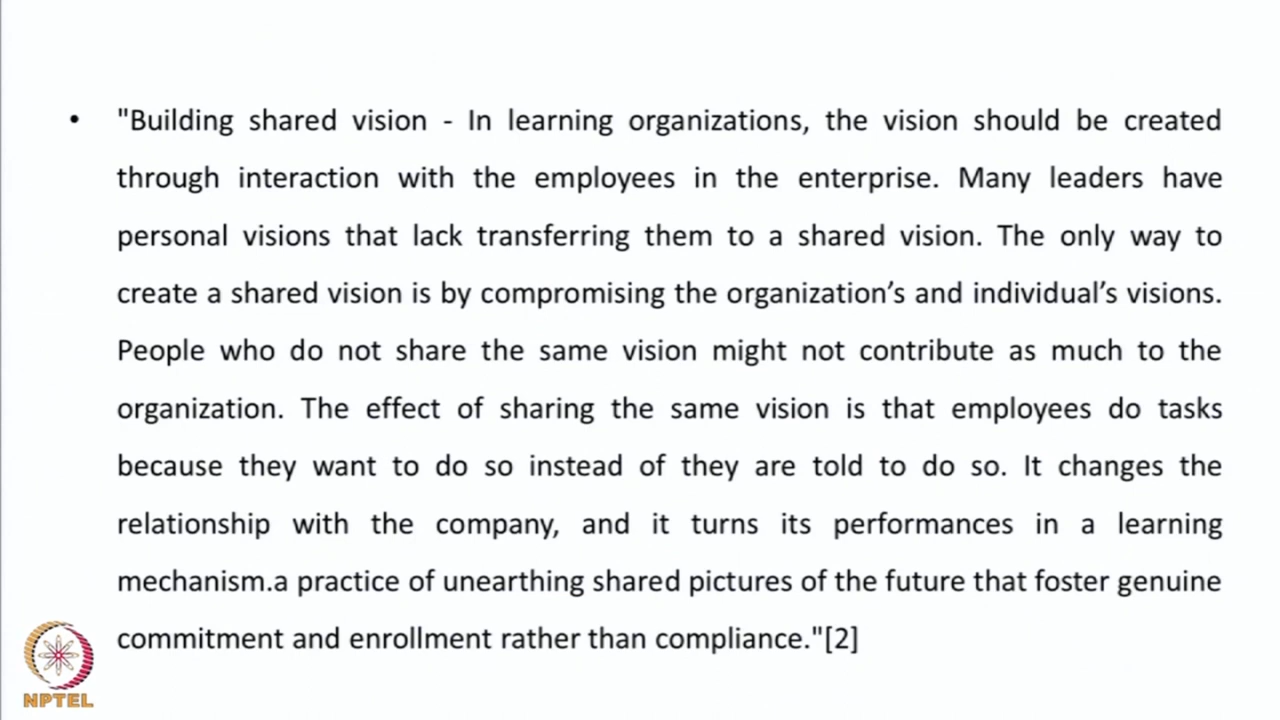 • "Building shared vision - In learning organizations, the vision should be created
through interaction with the employees in the enterprise. Many leaders have
personal visions that lack transferring them to a shared vision. The only way to
create a shared vision is by compromising the organization’s and individual’s visions.
People who do not share the same vision might not contribute as much to the
organization. The effect of sharing the same vision is that employees do tasks
because they want to do so instead of they are told to do so. It changes the
relationship with the company, and it turns its performances in a learning
mechanism.a practice of unearthing shared pictures of the future that foster genuine
commitment and enrollment rather than compliance."[2]
NPTEL